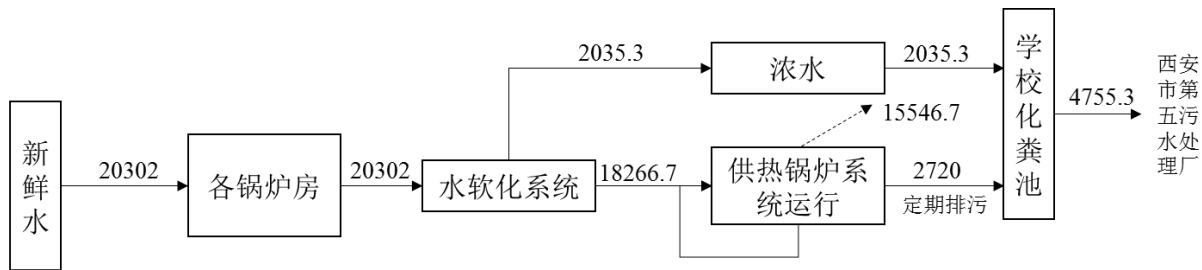 新鲜水
20302
各锅炉房
20302
水软化系统
2035.3
浓水
2035.3
18266.7
15546.7
供热锅炉系
统运行
2720
定期排污
学校化粪池
4755.3
西安
市第
五污
水处
理厂